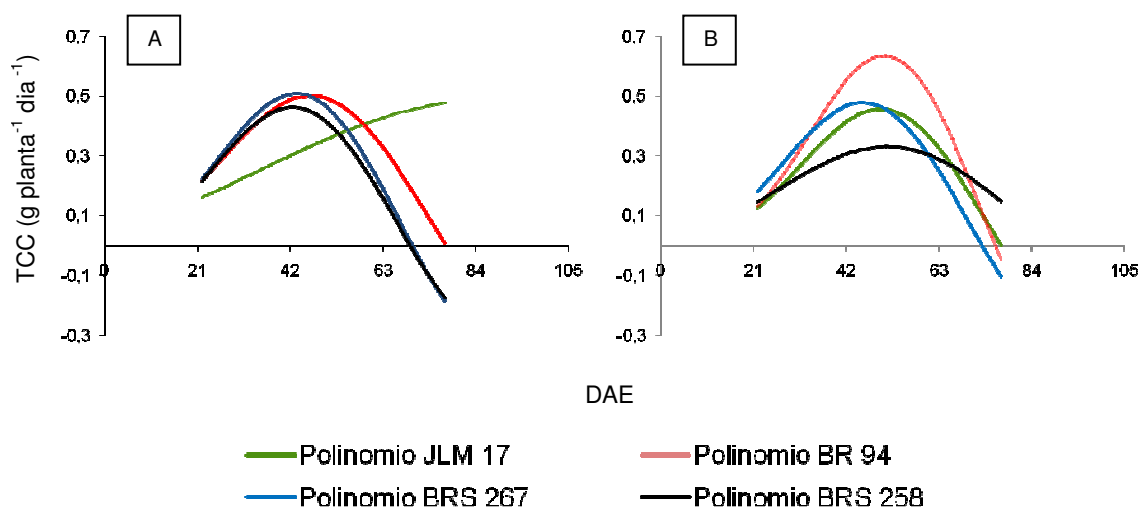 A
B
TCC (g planta⁻¹ dia⁻¹)
0,7
0,5
0,3
0,1
-0,1
-0,3
0 21 42 63 84 105
0,7
0,5
0,3
0,1
-0,1
-0,3
0 21 42 63 84 105
DAE
Polinomio JLM 17
Polinomio BR 94
Polinomio BRS 267
Polinomio BRS 258